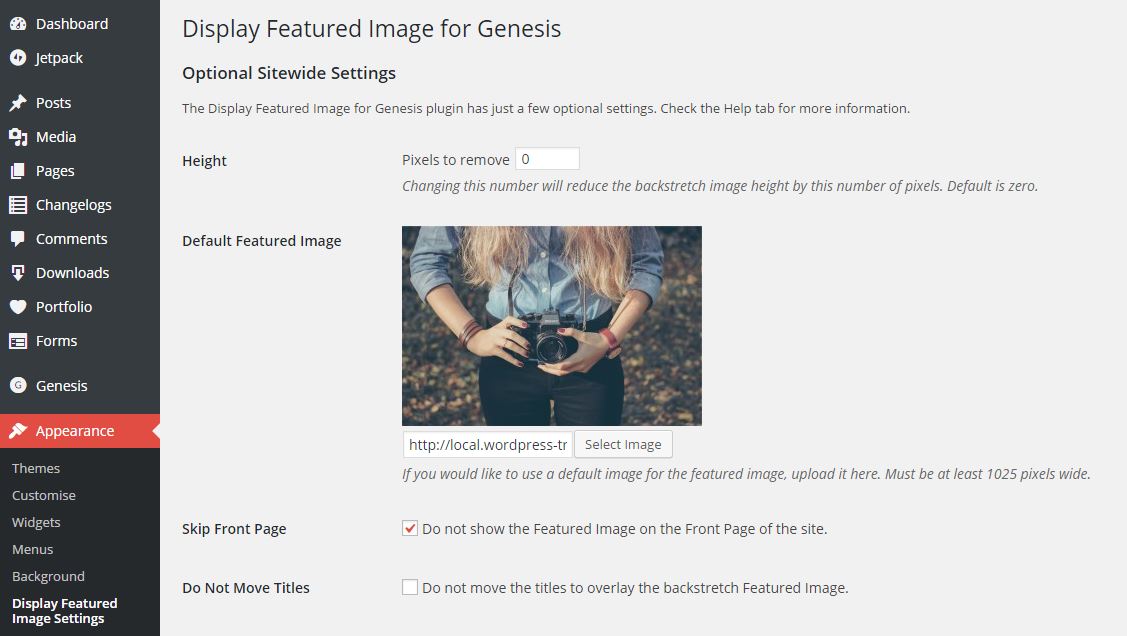 Dashboard
Jetpack
Posts
Media
Pages
Changelogs
Comments
Downloads
Portfolio
Forms
G Genesis
Appearance
Themes
Customise
Widgets
Menus
Background
Display Featured
Image Settings
Display Featured Image for Genesis
Optional Sitewide Settings
The Display Featured Image for Genesis plugin has just a few optional settings. Check the Help tab for more information.
Height
Pixels to remove 0
Changing this number will reduce the backstretch image height by this number of pixels. Default is zero.
Default Featured Image
http://local.wordpress-tr Select Image
If you would like to use a default image for the featured image, upload it here. Must be at least 1025 pixels wide.
Skip Front Page
Do not show the Featured Image on the Front Page of the site.
Do Not Move Titles
Do not move the titles to overlay the backstretch Featured Image.